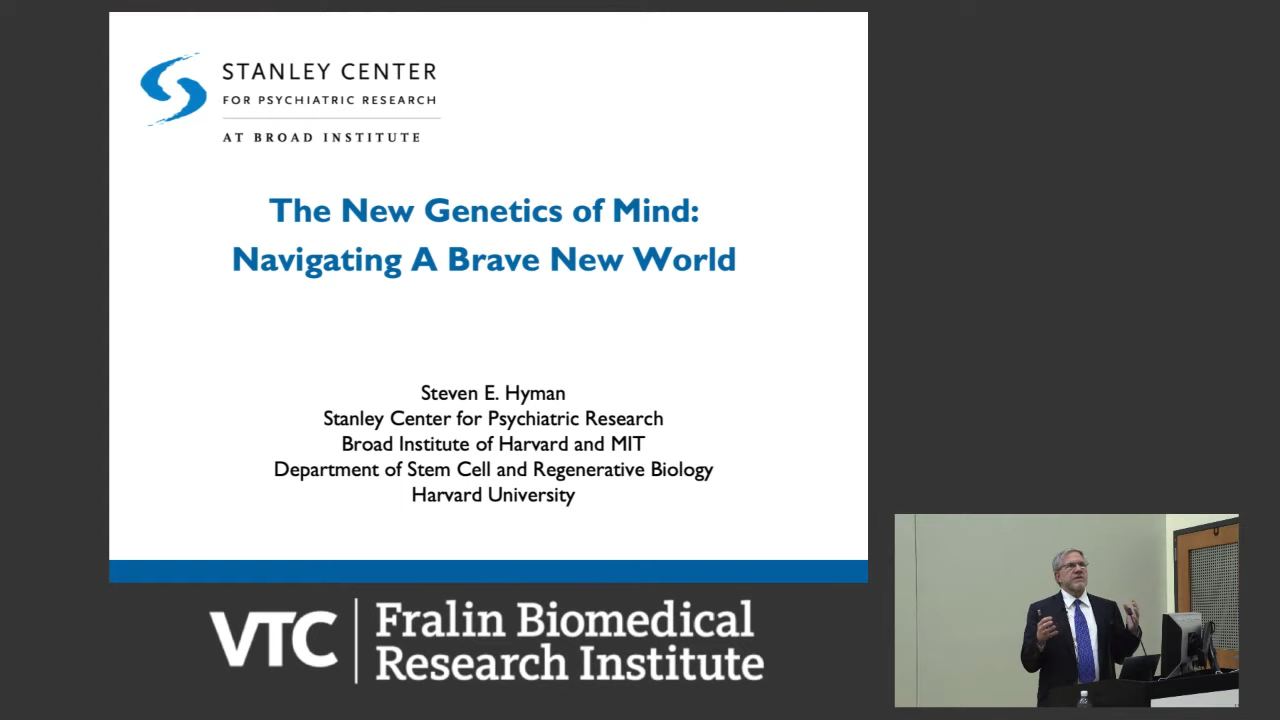 STANLEY CENTER
FOR PSYCHIATRIC RESEARCH
AT BROAD INSTITUTE
The New Genetics of Mind:
Navigating A Brave New World
Steven E. Hyman
Stanley Center for Psychiatric Research
Broad Institute of Harvard and MIT
Department of Stem Cell and Regenerative Biology
Harvard University
VTC
Fralin Biomedical
Research Institute